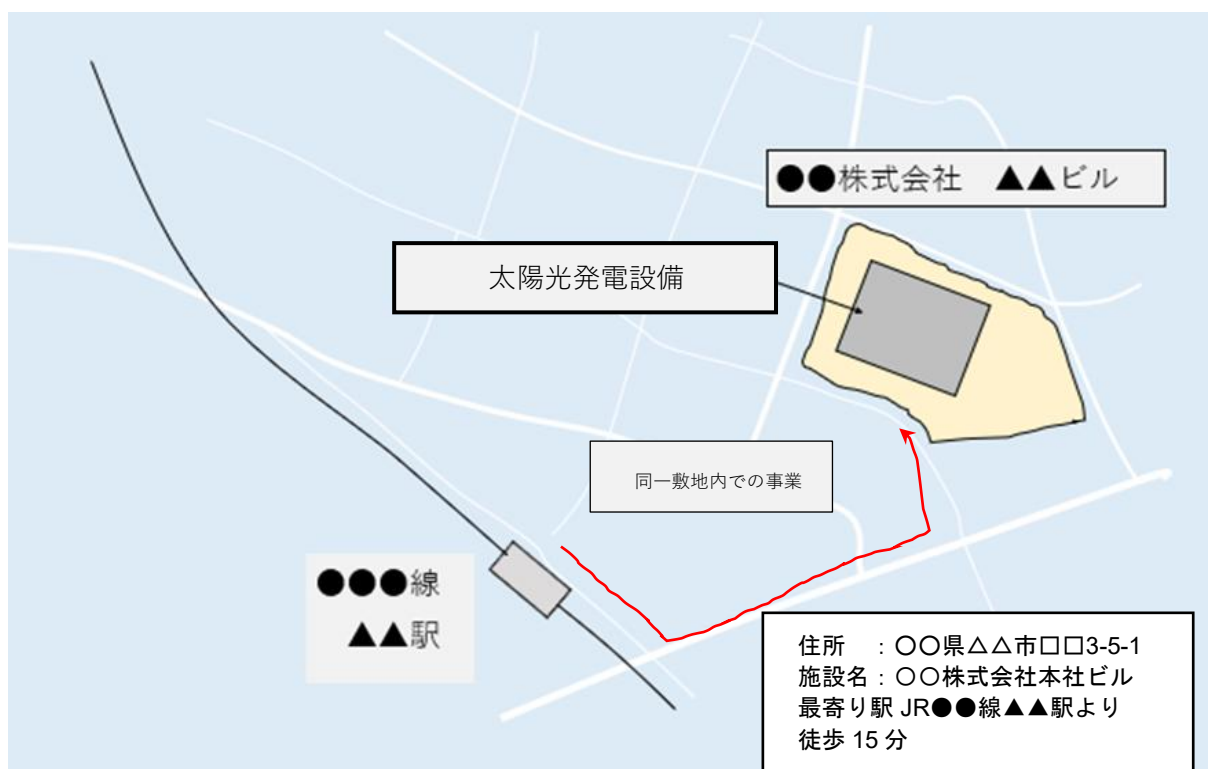 ●●株式会社　▲▲ビル
太陽光発電設備
同一敷地内での事業
●●●線
▲▲駅
住所　：〇〇県△△市□□3-5-1
施設名：〇〇株式会社本社ビル
最寄り駅 JR●●線▲▲駅より
徒歩 15 分